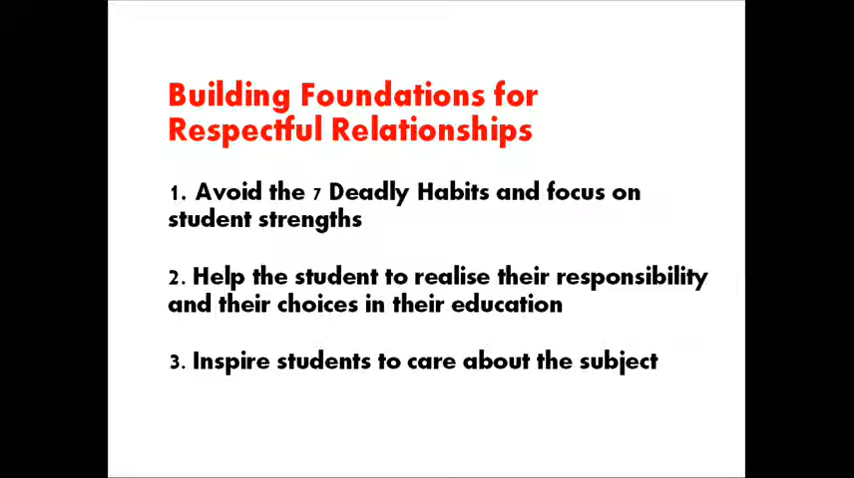 Building Foundations for
Respectful Relationships
1. Avoid the 7 Deadly Habits and focus on
student strengths
2. Help the student to realise their responsibility
and their choices in their education
3. Inspire students to care about the subject